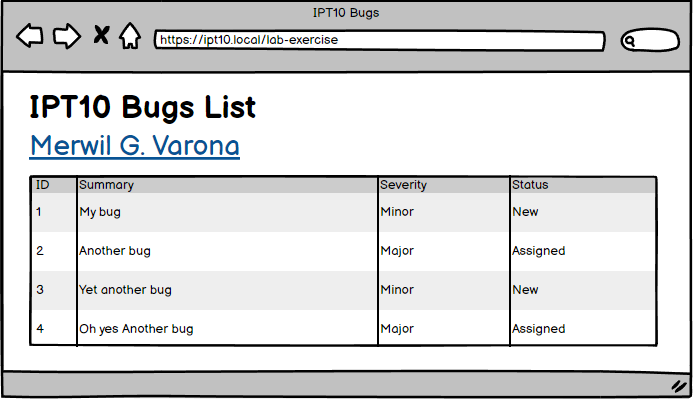 IPT10 Bugs
https://ipt10.local/lab-exercise
IPT10 Bugs List
Merwil G. Varona
ID Summary Severity Status
1 My bug Minor New
2 Another bug Major Assigned
3 Yet another bug Minor New
4 Oh yes Another bug Major Assigned